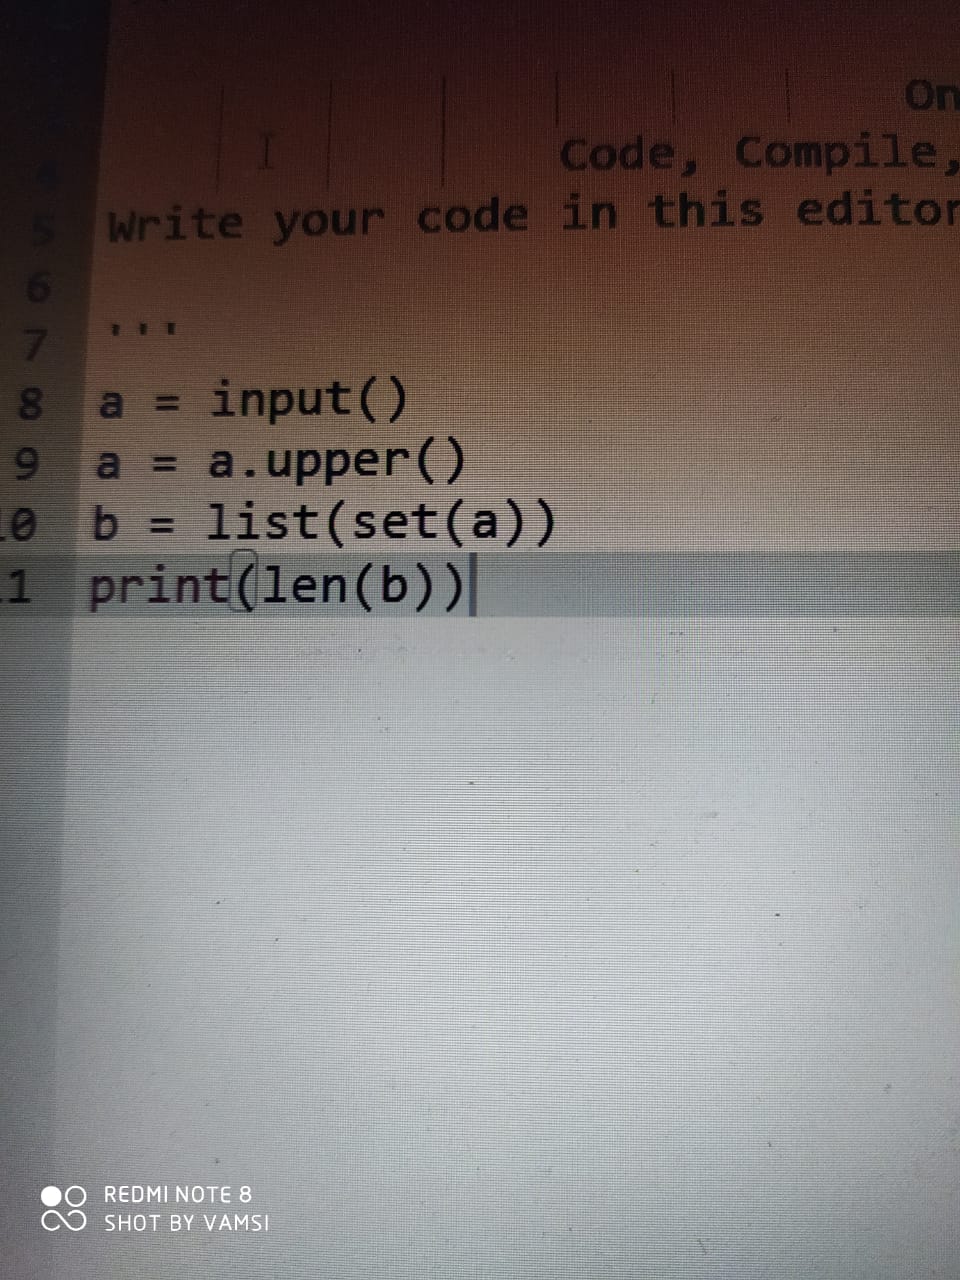 On
Code, Compile,
5 Write your code in this editor
6
7 '''
8 a = input()
9 a = a.upper()
10 b = list(set(a))
11 print(len(b))
REDMI NOTE 8
SHOT BY VAMSI